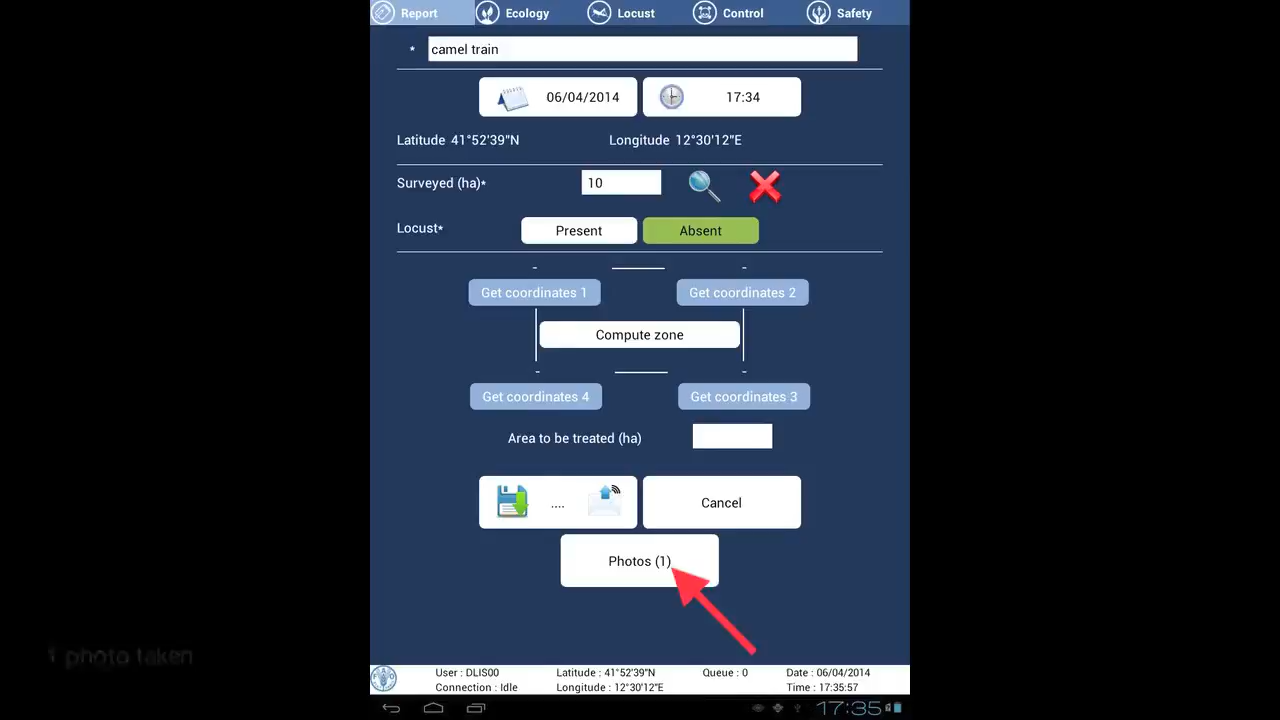 Report Ecology Locust Control Safety
* camel train
06/04/2014 17:34
Latitude 41°52'39"N Longitude 12°30'12"E
Surveyed (ha)* 10
Locust* Present Absent
- -
Get coordinates 1 Get coordinates 2
Compute zone
- -
Get coordinates 4 Get coordinates 3
Area to be treated (ha)
.... Cancel
Photos (1)
1 photo taken
User : DLIS00 Latitude : 41°52'39"N Queue : 0 Date : 06/04/2014
Connection : Idle Longitude : 12°30'12"E Time : 17:35:57
17:35